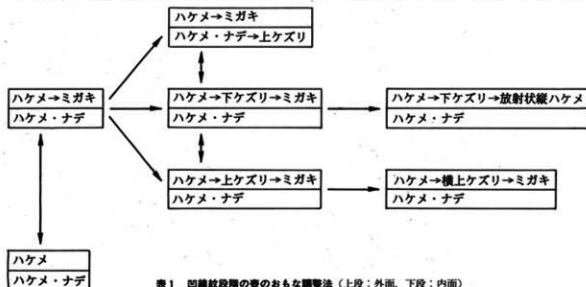 ハケメ→ミガキ
ハケメ・ナデ→上ケズリ
ハケメ→ミガキ
ハケメ・ナデ
ハケメ→下ケズリ→ミガキ
ハケメ・ナデ
ハケメ→下ケズリ→放射状縦ハケメ
ハケメ・ナデ
ハケメ→上ケズリ→ミガキ
ハケメ・ナデ
ハケメ→横上ケズリ→ミガキ
ハケメ・ナデ
ハケメ
ハケメ・ナデ
表1 凹線紋段階の壺のおもな調整法（上段：外面，下段：内面）